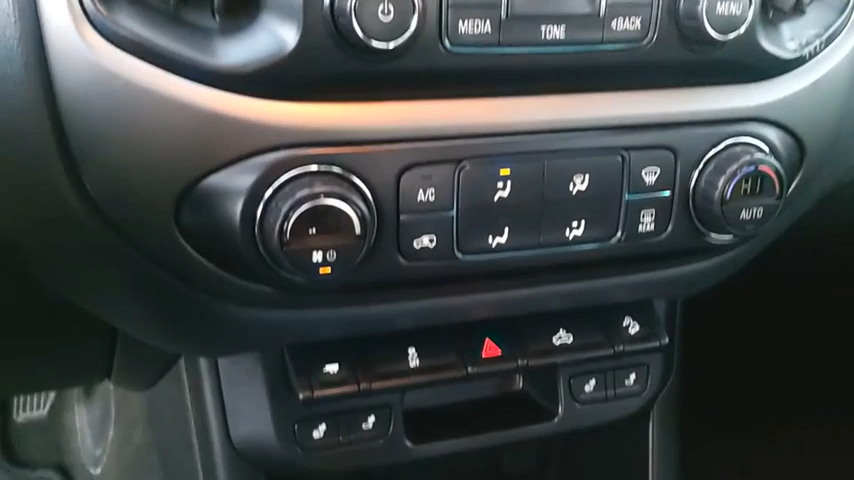 MEDIA
TONE
BACK
MENU
A/C
REAR
HI
AUTO